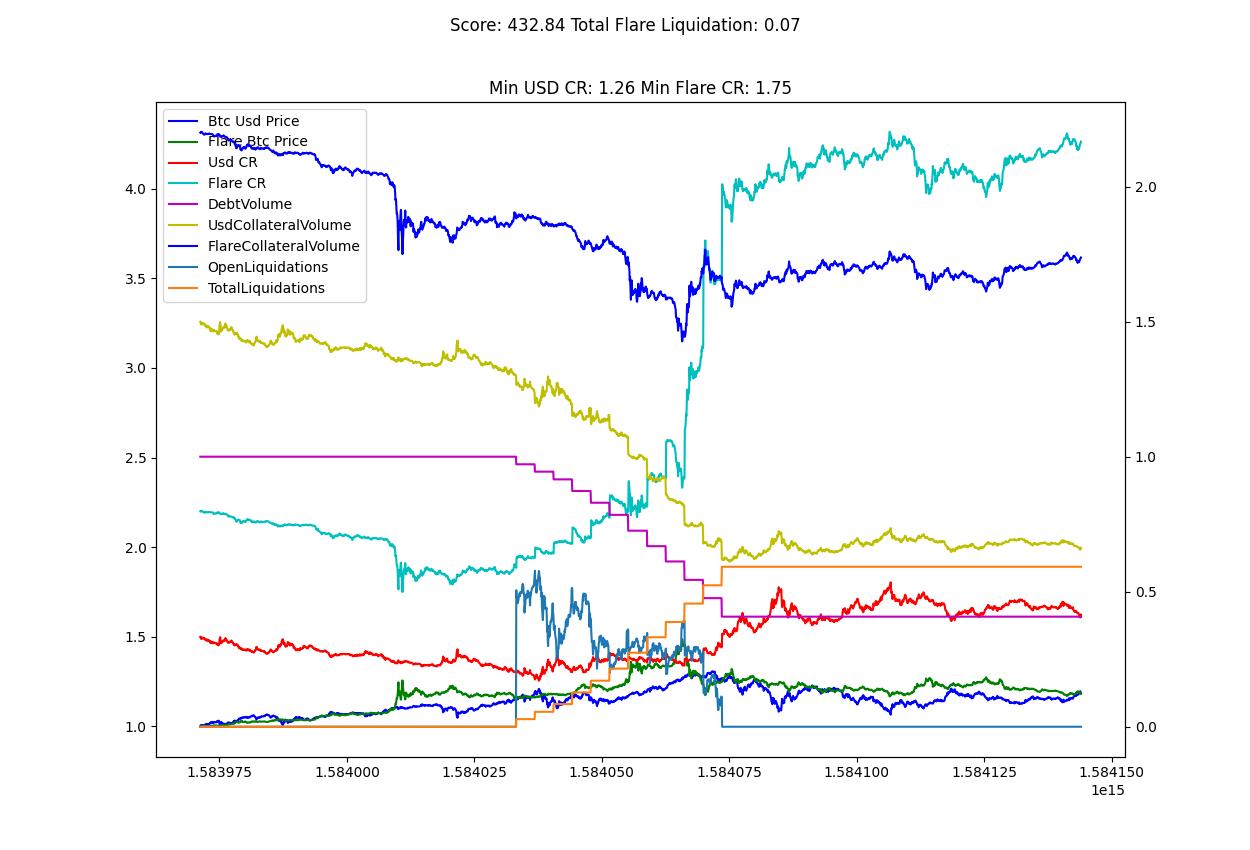 Score: 432.84 Total Flare Liquidation: 0.07
Min USD CR: 1.26 Min Flare CR: 1.75
Btc Usd Price
Flare Btc Price
Usd CR
Flare CR
DebtVolume
UsdCollateralVolume
FlareCollateralVolume
OpenLiquidations
TotalLiquidations
4.0
3.5
3.0
2.5
2.0
1.5
1.0
2.0
1.5
1.0
0.5
0.0
1.583975 1.584000 1.584025 1.584050 1.584075 1.584100 1.584125 1.584150
1e15